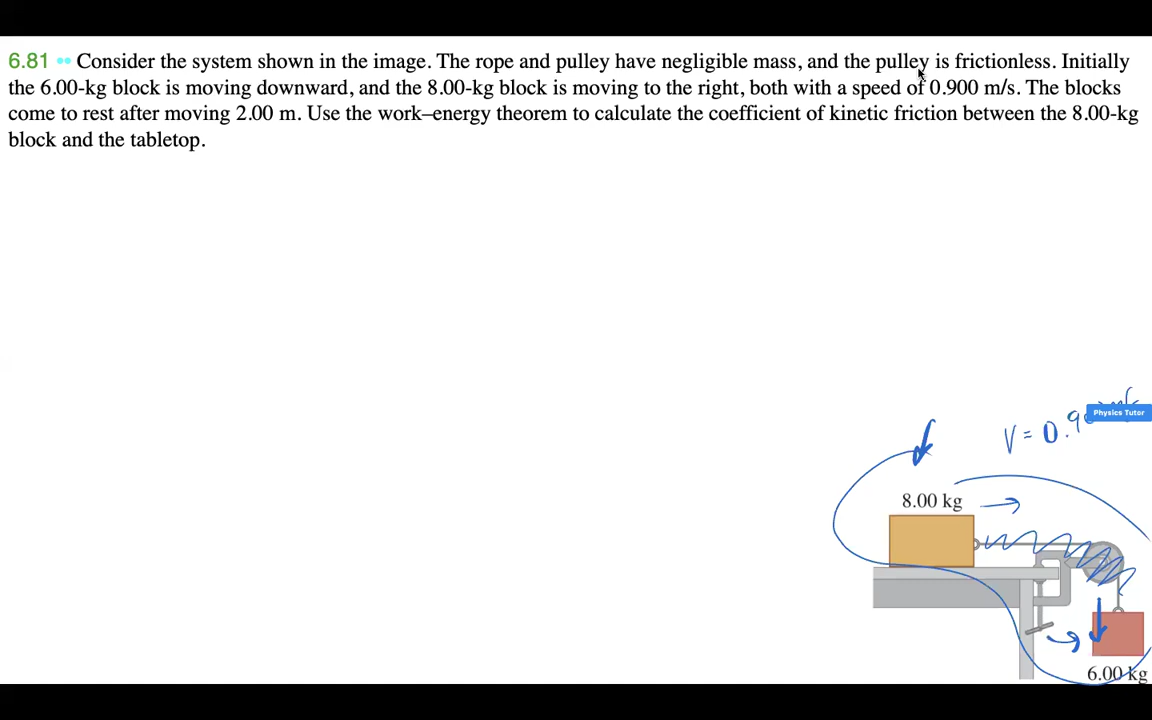 6.81 •• Consider the system shown in the image. The rope and pulley have negligible mass, and the pulley is frictionless. Initially
the 6.00-kg block is moving downward, and the 8.00-kg block is moving to the right, both with a speed of 0.900 m/s. The blocks
come to rest after moving 2.00 m. Use the work–energy theorem to calculate the coefficient of kinetic friction between the 8.00-kg
block and the tabletop.
Physics Tutor
V = 0.9
8.00 kg
6.00 kg